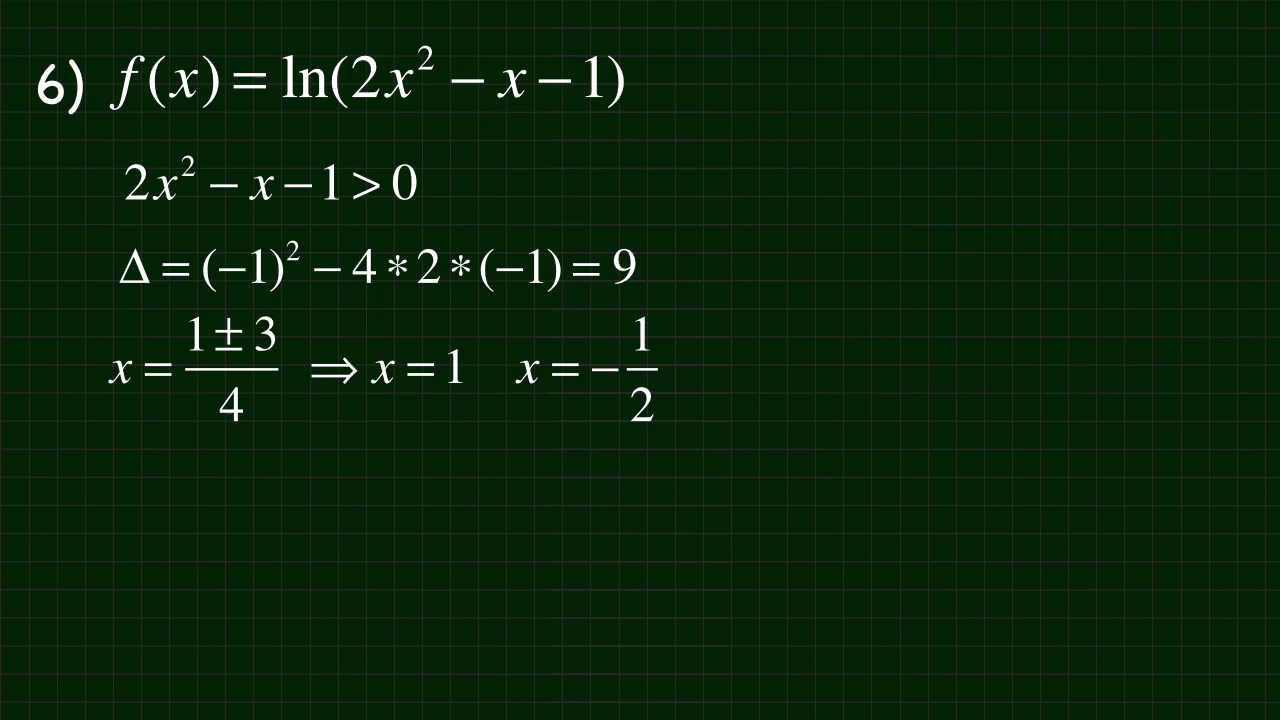 6) f(x) = ln(2x² − x − 1)
2x² − x − 1 > 0
Δ = (−1)² − 4 * 2 * (−1) = 9
x = (1 ± 3)/4 ⇒ x = 1   x = −1/2